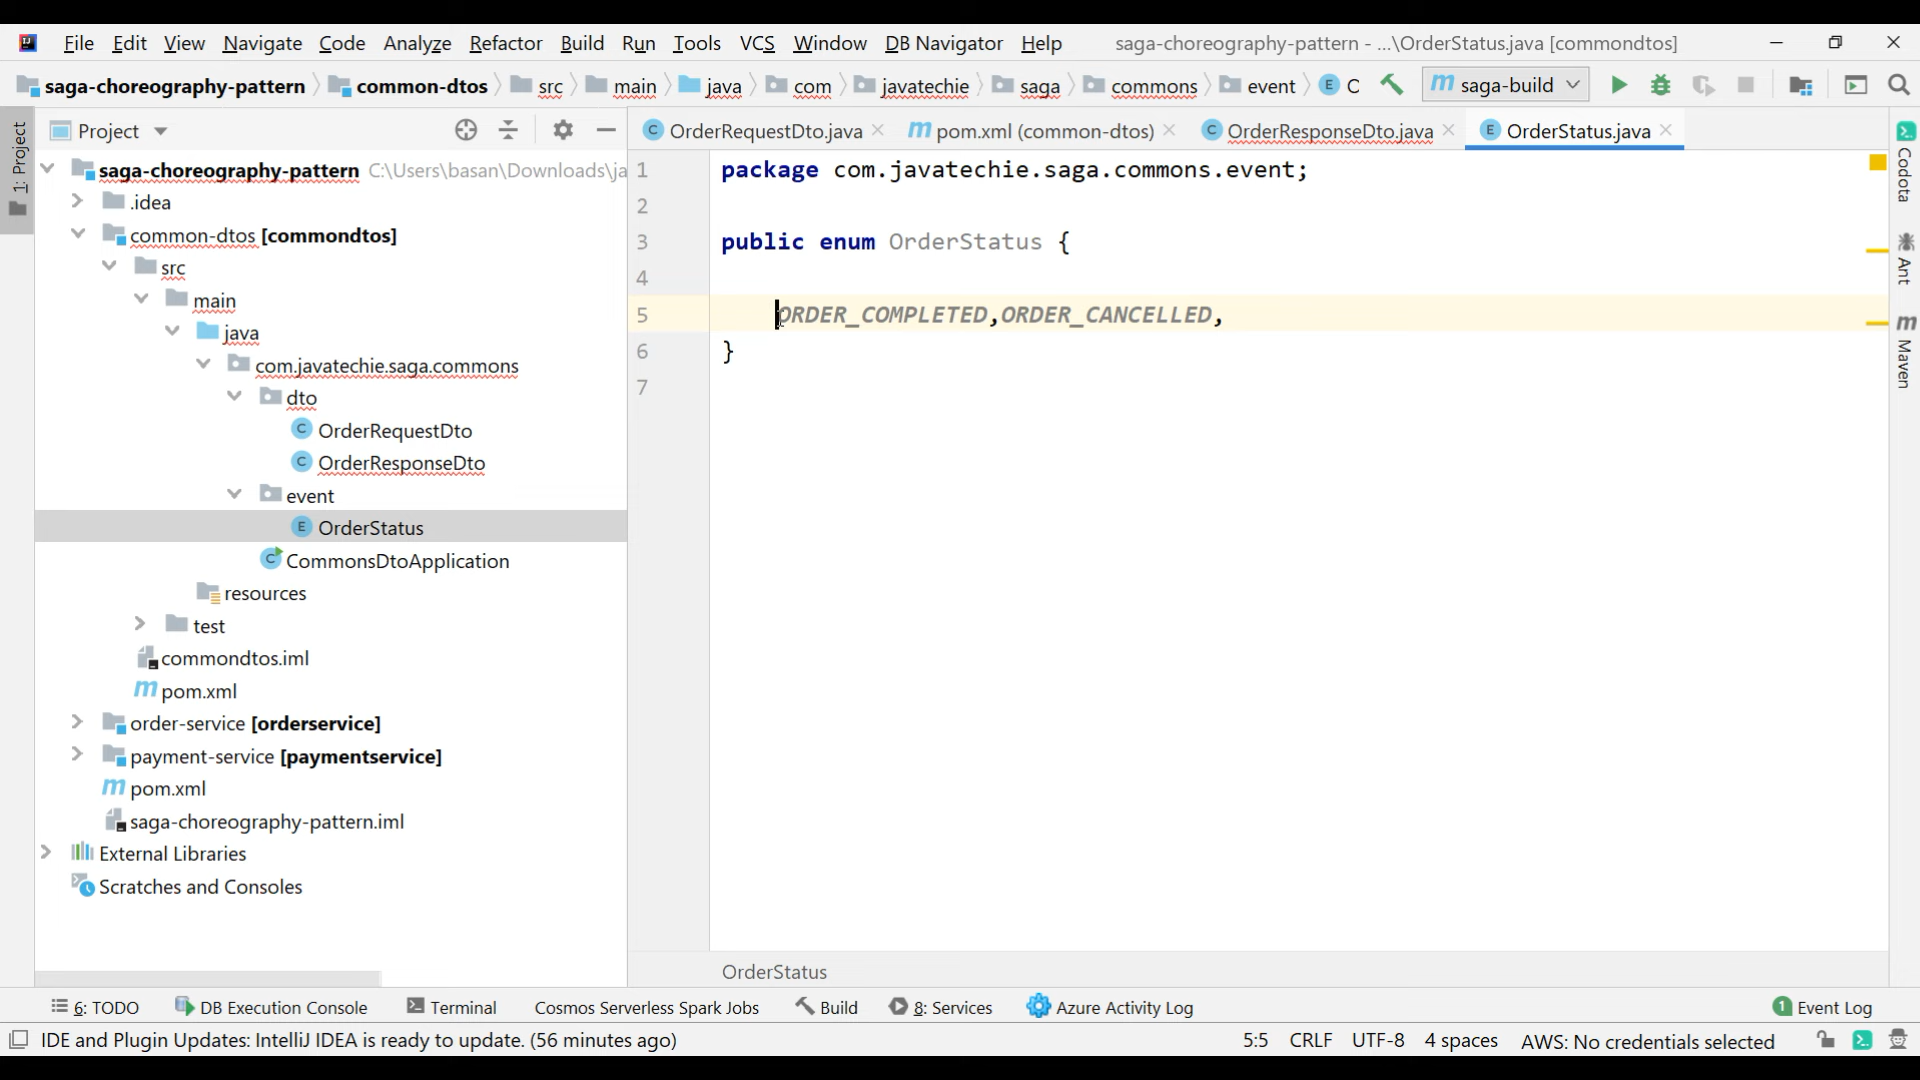 File Edit View Navigate Code Analyze Refactor Build Run Tools VCS Window DB Navigator Help saga-choreography-pattern - ...\OrderStatus.java [commondtos]
saga-choreography-pattern common-dtos src main java com javatechie saga commons event C saga-build
Project
OrderRequestDto.java pom.xml (common-dtos) OrderResponseDto.java OrderStatus.java
1: Project
saga-choreography-pattern C:\Users\basan\Downloads\ja
.idea
common-dtos [commondtos]
src
main
java
com.javatechie.saga.commons
dto
OrderRequestDto
OrderResponseDto
event
OrderStatus
CommonsDtoApplication
resources
test
commondtos.iml
pom.xml
order-service [orderservice]
payment-service [paymentservice]
pom.xml
saga-choreography-pattern.iml
External Libraries
Scratches and Consoles
1 package com.javatechie.saga.commons.event;
2
3 public enum OrderStatus {
4
5 ORDER_COMPLETED,ORDER_CANCELLED,
6 }
7
Codota
Ant
Maven
OrderStatus
6: TODO DB Execution Console Terminal Cosmos Serverless Spark Jobs Build 8: Services Azure Activity Log 1 Event Log
IDE and Plugin Updates: IntelliJ IDEA is ready to update. (56 minutes ago) 5:5 CRLF UTF-8 4 spaces AWS: No credentials selected